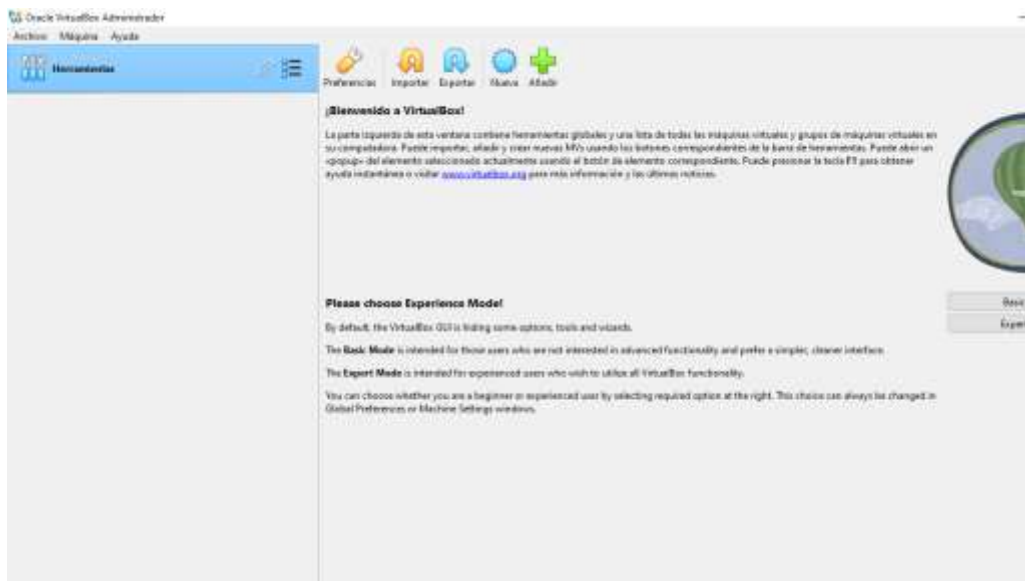 Oracle VirtualBox Administrador
Archivo Máquina Ayuda
Herramientas
Preferencias Importar Exportar Nueva Añadir
¡Bienvenido a VirtualBox!
La parte izquierda de esta ventana contiene herramientas globales y una lista de todas las máquinas virtuales y grupos de máquinas virtuales en
su computadora. Puede importar, añadir y crear nuevas MVs usando los botones correspondientes de la barra de herramientas. Puede abrir un
«popup» del elemento seleccionado actualmente usando el botón de elemento correspondiente. Puede presionar la tecla F1 para obtener
ayuda instantánea o visitar www.virtualbox.org para más información y las últimas noticias.
Please choose Experience Mode!
Basic
By default, the VirtualBox GUI is hiding some options, tools and wizards.
Exper
The Basic Mode is intended for those users who are not interested in advanced functionality and prefer a simpler, cleaner interface.
The Expert Mode is intended for experienced users who wish to utilize all VirtualBox functionality.
You can choose whether you are a beginner or experienced user by selecting required option at the right. This choice can always be changed in
Global Preferences or Machine Settings windows.